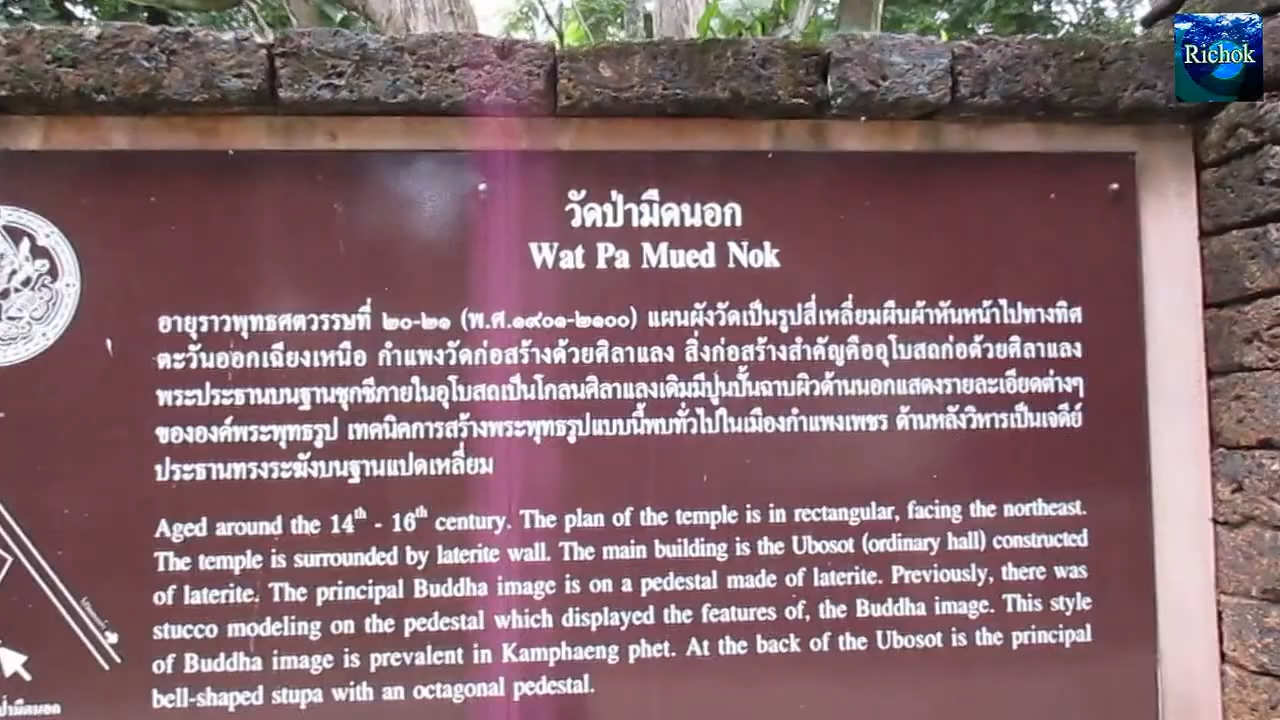 Richok
วัดป่ามืดนอก
Wat Pa Mued Nok
อายุราวพุทธศตวรรษที่ ๒๐-๒๑ (พ.ศ.๑๙๐๑-๒๑๐๐) แผนผังวัดเป็นรูปสี่เหลี่ยมผืนผ้าหันหน้าไปทางทิศ
ตะวันออกเฉียงเหนือ กำแพงวัดก่อสร้างด้วยศิลาแลง สิ่งก่อสร้างสำคัญคืออุโบสถก่อด้วยศิลาแลง
พระประธานบนฐานชุกชีภายในอุโบสถเป็นโกลนศิลาแลงเดิมมีปูนปั้นฉาบผิวด้านนอกแสดงรายละเอียดต่างๆ
ขององค์พระพุทธรูป เทคนิคการสร้างพระพุทธรูปแบบนี้พบทั่วไปในเมืองกำแพงเพชร ด้านหลังวิหารเป็นเจดีย์
ประธานทรงระฆังบนฐานแปดเหลี่ยม
Aged around the 14th - 16th century. The plan of the temple is in rectangular, facing the northeast.
The temple is surrounded by laterite wall. The main building is the Ubosot (ordinary hall) constructed
of laterite. The principal Buddha image is on a pedestal made of laterite. Previously, there was
stucco modeling on the pedestal which displayed the features of, the Buddha image. This style
of Buddha image is prevalent in Kamphaeng phet. At the back of the Ubosot is the principal
bell-shaped stupa with an octagonal pedestal.
ป่ามืดนอก